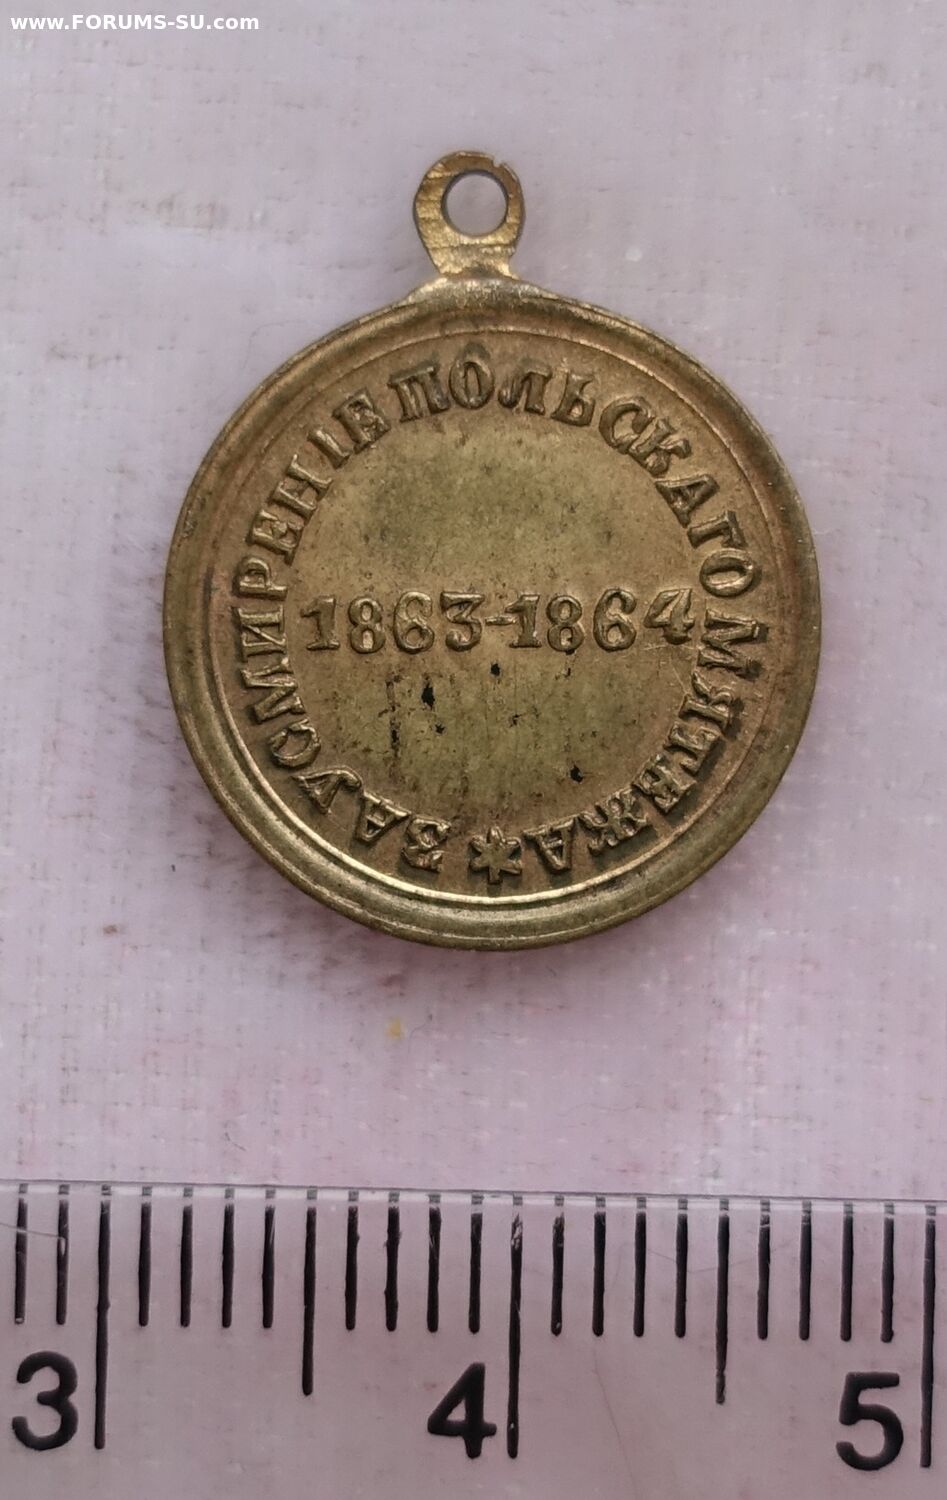 www.FORUMS-SU.com
ЗА УСМИРЕНІЕ ПОЛЬСКАГО МЯТЕЖА *
1863-1864
3 4 5